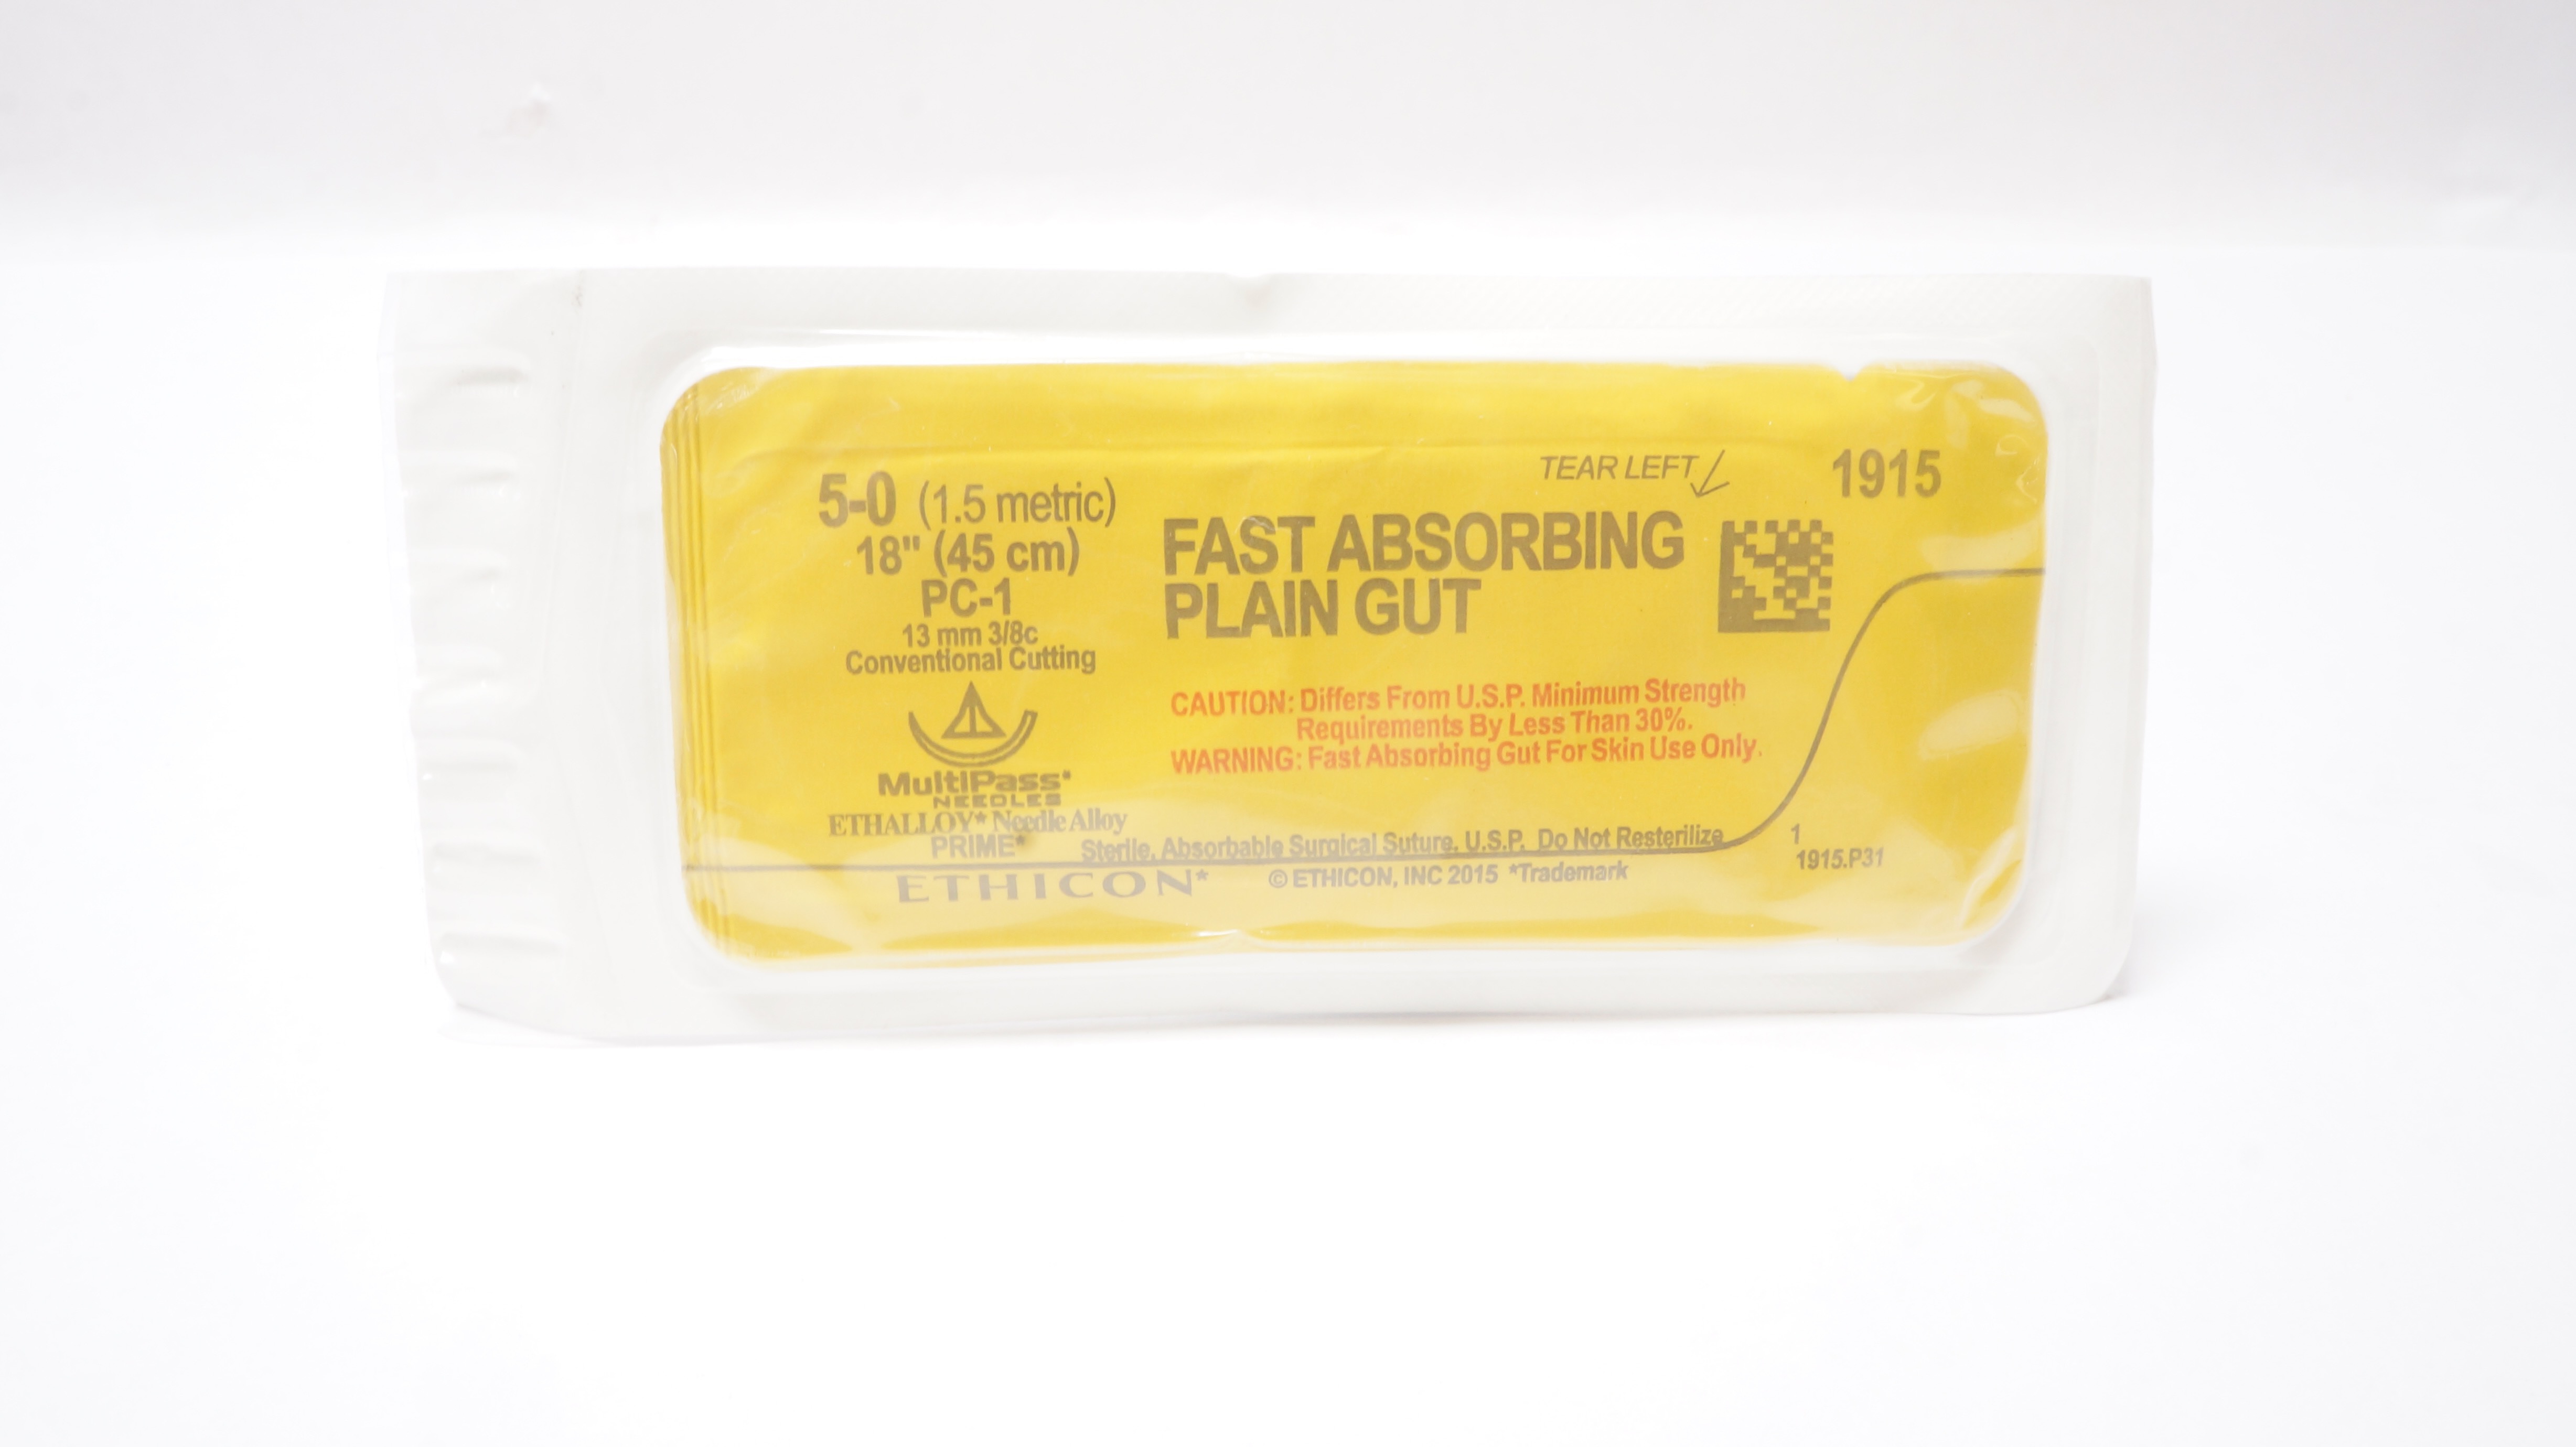 5-0 (1.5 metric)
18" (45 cm)
PC-1
13 mm 3/8c
Conventional Cutting
MultiPass*
NEEDLES
ETHALLOY* Needle Alloy
PRIME*
TEAR LEFT
1915
FAST ABSORBING
PLAIN GUT
CAUTION: Differs From U.S.P. Minimum Strength
Requirements By Less Than 30%.
WARNING: Fast Absorbing Gut For Skin Use Only.
Sterile, Absorbable Surgical Suture, U.S.P. Do Not Resterilize
1
1915.P31
ETHICON* © ETHICON, INC 2015 *Trademark